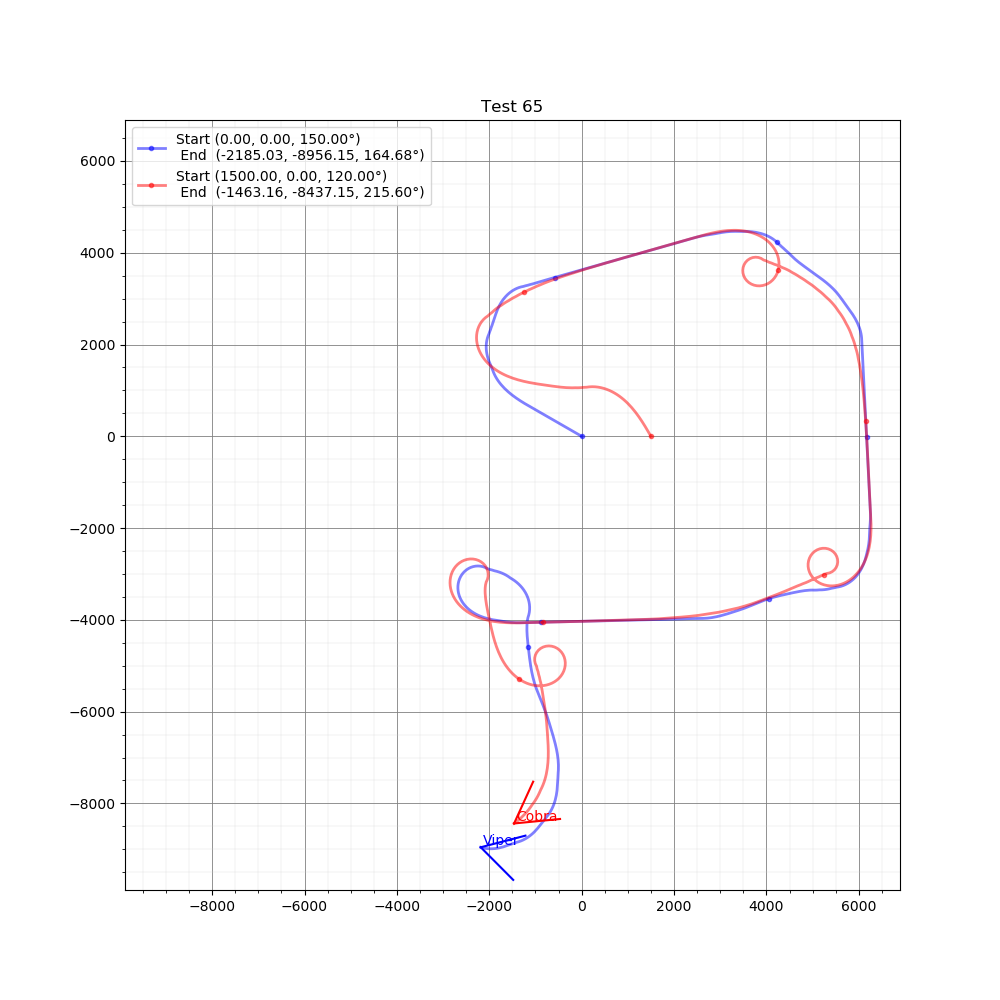 Test 65
Start (0.00, 0.00, 150.00°)
End (-2185.03, -8956.15, 164.68°)
Start (1500.00, 0.00, 120.00°)
End (-1463.16, -8437.15, 215.60°)
6000
4000
2000
0
−2000
−4000
−6000
−8000
Cobra
Viper
−8000 −6000 −4000 −2000 0 2000 4000 6000